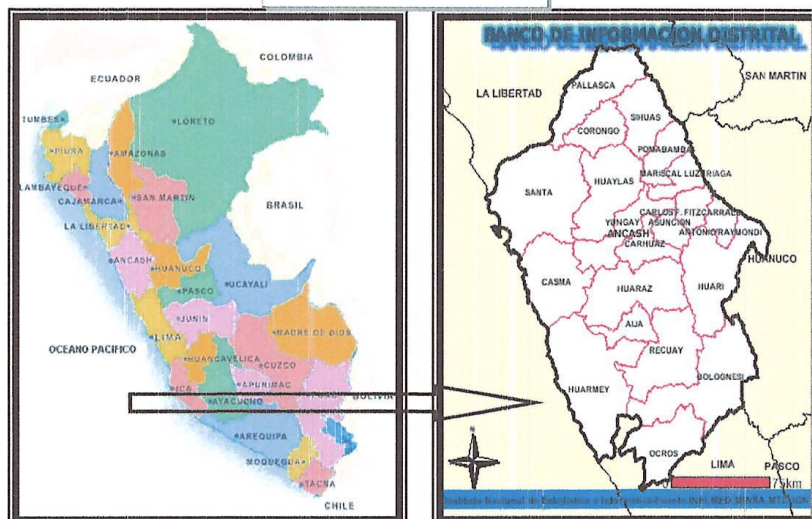 COLOMBIA
ECUADOR
TUMBES
LORETO
PIURA
AMAZONAS
LAMBAYEQUE
CAJAMARCA
SAN MARTIN
BRASIL
LA LIBERTAD
ANCASH
HUANUCO
UCAYALI
PASCO
JUNIN
MADRE DE DIOS
LIMA
OCEANO PACIFICO
HUANCAVELICA
CUZCO
APURIMAC
ICA
AYACUCHO
BOLIVIA
AREQUIPA
MOQUEGUA
TACNA
CHILE
BANCO DE INFORMACION DISTRITAL
SAN MARTIN
LA LIBERTAD
PALLASCA
SIHUAS
CORONGO
POMABAMBA
MARISCAL LUZURIAGA
HUAYLAS
SANTA
CARLOS F. FITZCARRALD
YUNGAY
ASUNCION
ANCASH
ANTONIO RAYMONDI
CARHUAZ
HUANUCO
CASMA
HUARAZ
HUARI
AIJA
RECUAY
BOLOGNESI
HUARMEY
OCROS
LIMA
PASCO
0
75km